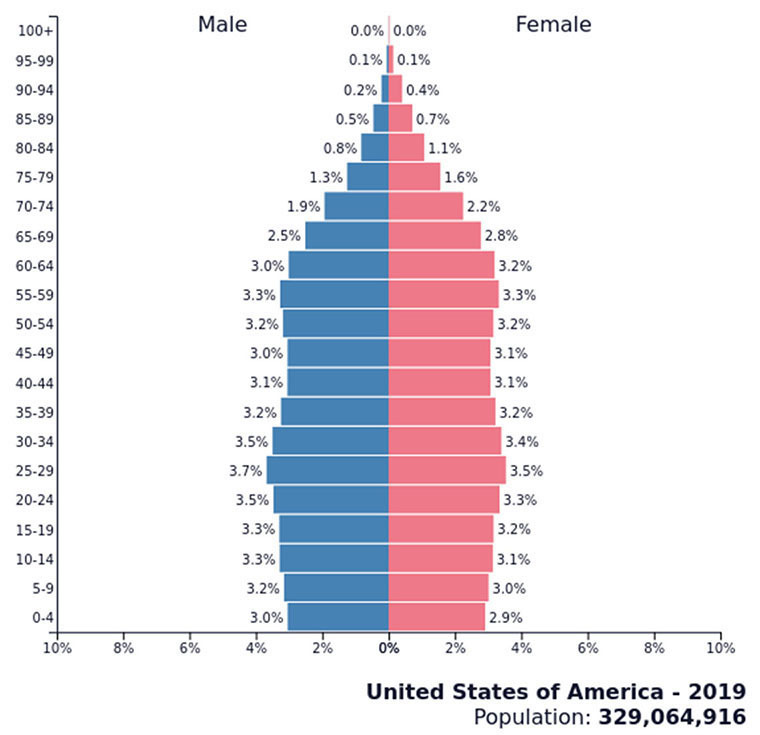 Male Female
100+ 0.0% 0.0%
95-99 0.1% 0.1%
90-94 0.2% 0.4%
85-89 0.5% 0.7%
80-84 0.8% 1.1%
75-79 1.3% 1.6%
70-74 1.9% 2.2%
65-69 2.5% 2.8%
60-64 3.0% 3.2%
55-59 3.3% 3.3%
50-54 3.2% 3.2%
45-49 3.0% 3.1%
40-44 3.1% 3.1%
35-39 3.2% 3.2%
30-34 3.5% 3.4%
25-29 3.7% 3.5%
20-24 3.5% 3.3%
15-19 3.3% 3.2%
10-14 3.3% 3.1%
5-9 3.2% 3.0%
0-4 3.0% 2.9%
10% 8% 6% 4% 2% 0% 2% 4% 6% 8% 10%
United States of America - 2019
Population: 329,064,916